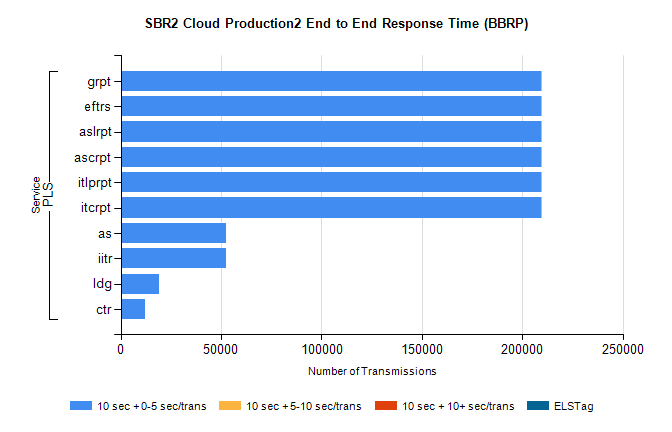 SBR2 Cloud Production2 End to End Response Time (BBRP)
Service
PLS
grpt
eftrs
aslrpt
ascrpt
itlprpt
itcrpt
as
iitr
ldg
ctr
0 50000 100000 150000 200000 250000
Number of Transmissions
10 sec +0-5 sec/trans 10 sec +5-10 sec/trans 10 sec + 10+ sec/trans ELSTag